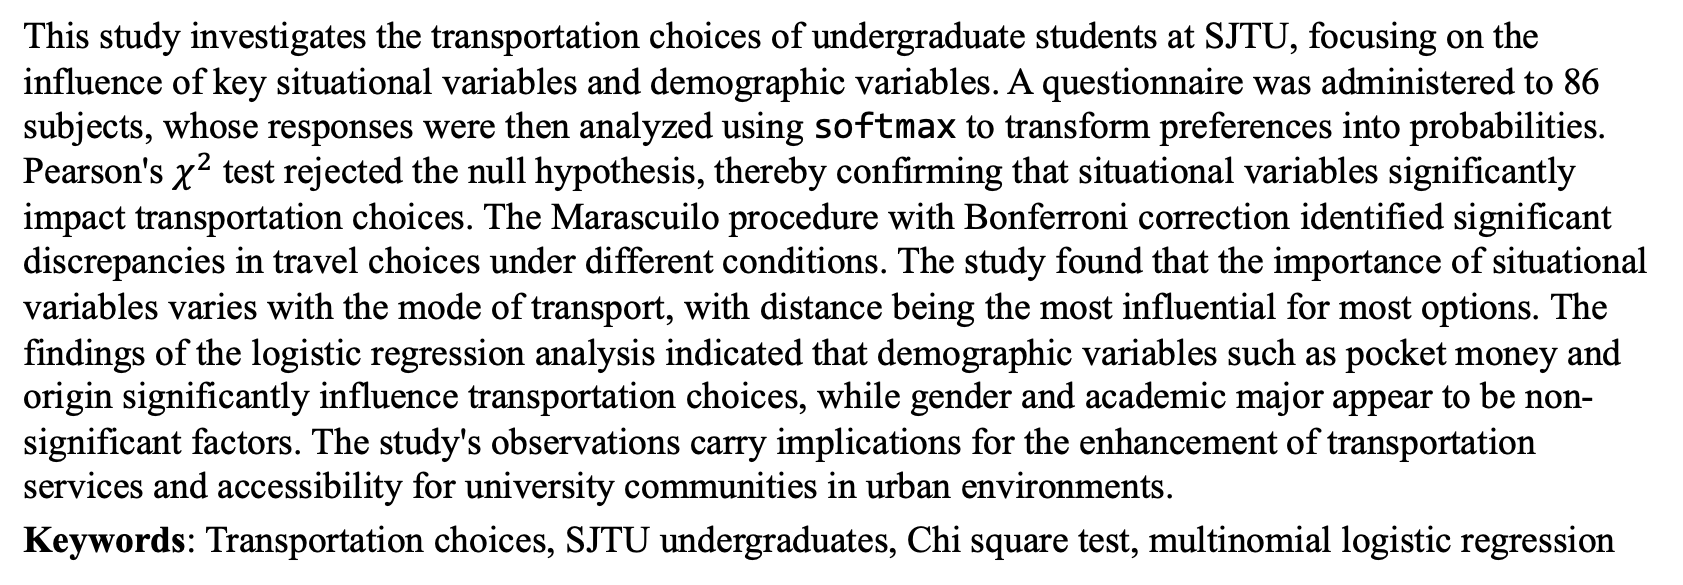 This study investigates the transportation choices of undergraduate students at SJTU, focusing on the
influence of key situational variables and demographic variables. A questionnaire was administered to 86
subjects, whose responses were then analyzed using softmax to transform preferences into probabilities.
Pearson's χ² test rejected the null hypothesis, thereby confirming that situational variables significantly
impact transportation choices. The Marascuilo procedure with Bonferroni correction identified significant
discrepancies in travel choices under different conditions. The study found that the importance of situational
variables varies with the mode of transport, with distance being the most influential for most options. The
findings of the logistic regression analysis indicated that demographic variables such as pocket money and
origin significantly influence transportation choices, while gender and academic major appear to be non-
significant factors. The study's observations carry implications for the enhancement of transportation
services and accessibility for university communities in urban environments.
Keywords: Transportation choices, SJTU undergraduates, Chi square test, multinomial logistic regression